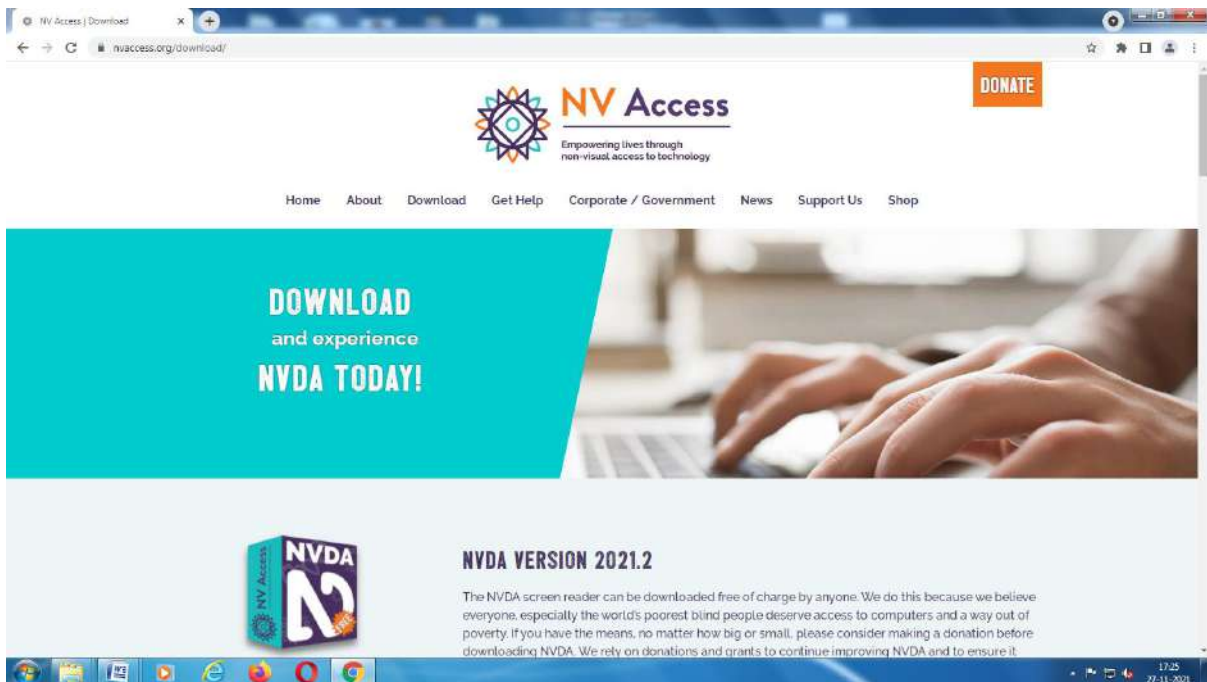 NV Access | Download
nvaccess.org/download/
DONATE
NV Access
Empowering lives through
non-visual access to technology
Home About Download Get Help Corporate / Government News Support Us Shop
DOWNLOAD
and experience
NVDA TODAY!
NV Access
NVDA
FREE
NVDA VERSION 2021.2
The NVDA screen reader can be downloaded free of charge by anyone. We do this because we believe
everyone, especially the world's poorest blind people deserve access to computers and a way out of
poverty. If you have the means, no matter how big or small, please consider making a donation before
downloading NVDA. We rely on donations and grants to continue improving NVDA and to ensure it
17:25
27-11-2021